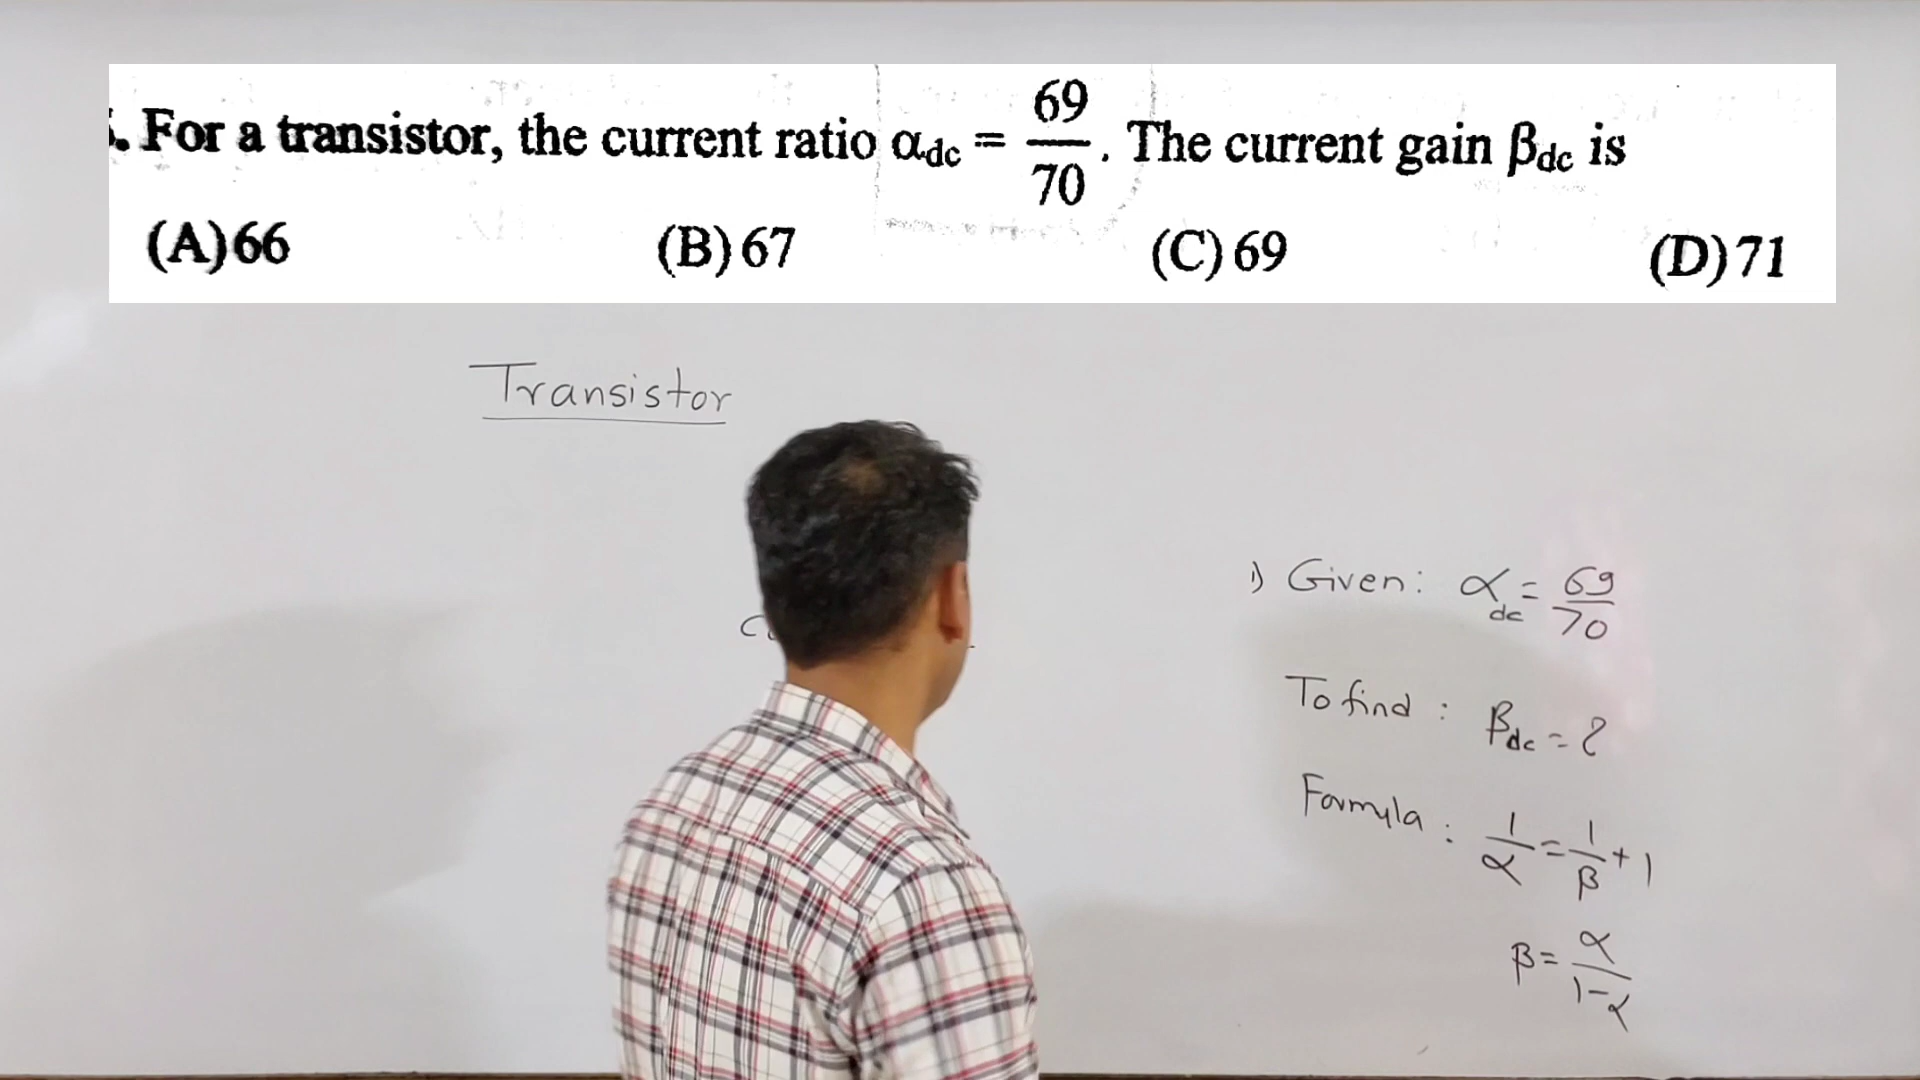 . For a transistor, the current ratio αdc = 69/70. The current gain βdc is
(A) 66 (B) 67 (C) 69 (D) 71
Transistor
1) Given: αdc = 69/70
To find: βdc = ?
Formula: 1/α = 1/β + 1
β = α/1-α